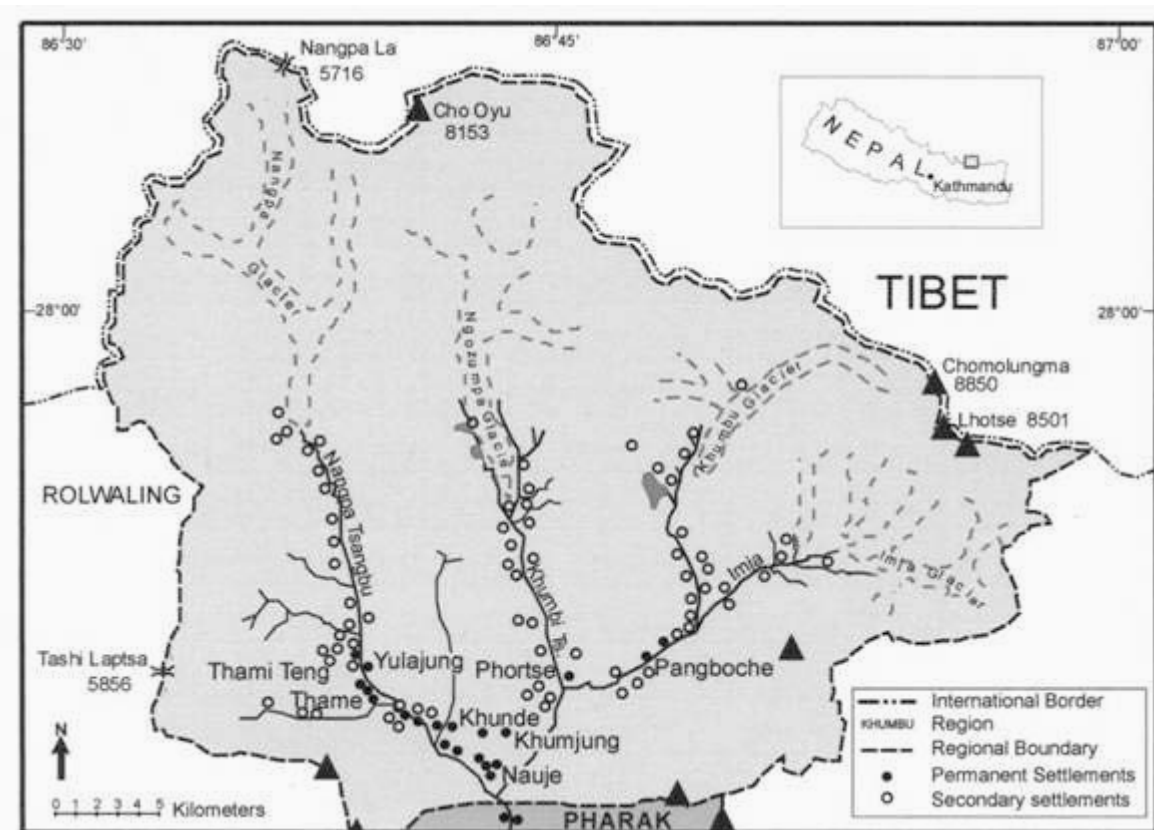 86°30'
86°45'
87°00'
Nangpa La
5716
Cho Oyu
8153
NEPAL
Kathmandu
Nangpa
Glacier
TIBET
28°00'
28°00'
Ngozumpa Glacier
Khumbu Glacier
Chomolungma
8850
Lhotse 8501
ROLWALING
Nangpa Tsangbu
Khumbi Te
Imja
Imja Glacier
Tashi Laptsa
5856
Thami Teng
Yulajung
Phortse
Pangboche
Thame
Khunde
Khumjung
Nauje
N
0 1 2 3 4 5 Kilometers
PHARAK
International Border
KHUMBU Region
Regional Boundary
Permanent Settlements
Secondary settlements